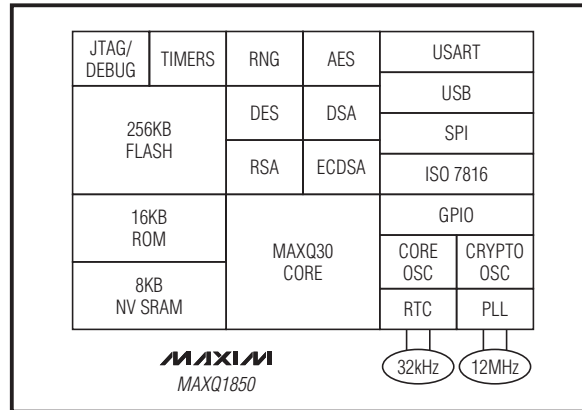 JTAG/
DEBUG
TIMERS
RNG
AES
USART
USB
256KB
FLASH
DES
DSA
SPI
RSA
ECDSA
ISO 7816
16KB
ROM
MAXQ30
CORE
GPIO
CORE
OSC
CRYPTO
OSC
8KB
NV SRAM
RTC
PLL
MAXIM
MAXQ1850
32kHz
12MHz